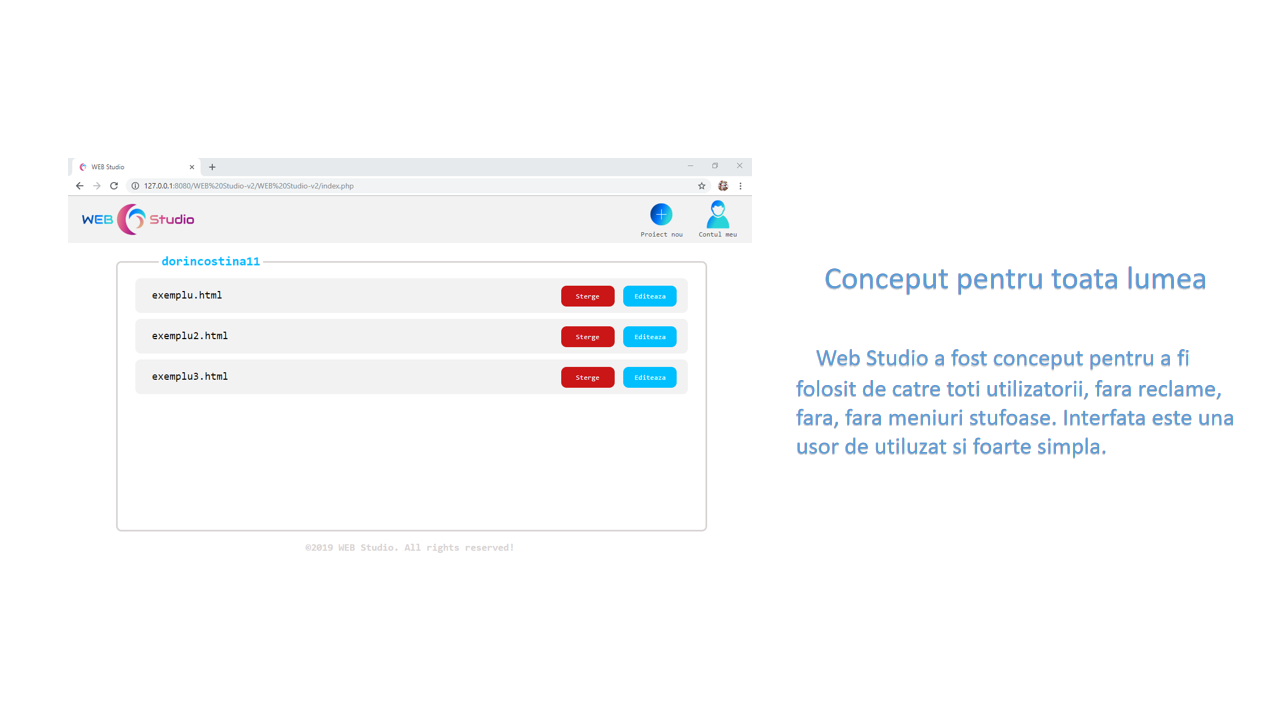 WEB Studio
127.0.0.1:8080/WEB%20Studio-v2/WEB%20Studio-v2/index.php
WEB Studio
Proiect nou
Contul meu
dorincostina11
exemplu.html
Sterge
Editeaza
exemplu2.html
Sterge
Editeaza
exemplu3.html
Sterge
Editeaza
©2019 WEB Studio. All rights reserved!
Conceput pentru toata lumea
Web Studio a fost conceput pentru a fi
folosit de catre toti utilizatorii, fara reclame,
fara, fara meniuri stufoase. Interfata este una
usor de utiluzat si foarte simpla.